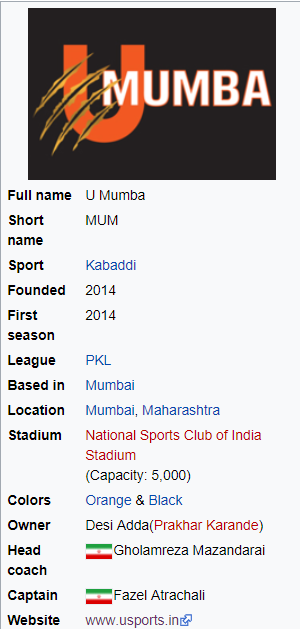 U MUMBA
Full name U Mumba
Short name MUM
Sport Kabaddi
Founded 2014
First season 2014
League PKL
Based in Mumbai
Location Mumbai, Maharashtra
Stadium National Sports Club of India
Stadium
(Capacity: 5,000)
Colors Orange & Black
Owner Desi Adda(Prakhar Karande)
Head coach Gholamreza Mazandarai
Captain Fazel Atrachali
Website www.usports.in